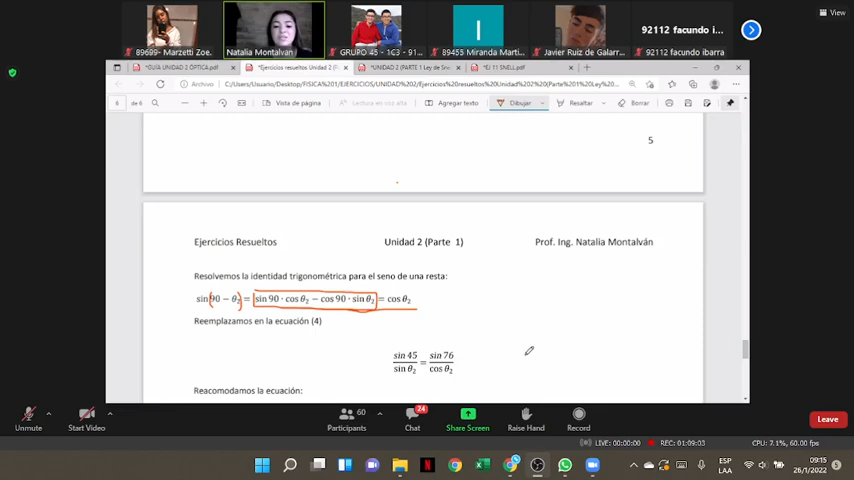 View
89699- Marzetti Zoe.
Natalia Montalvan
GRUPO 45 - 1C3 - 91...
I
89455 Miranda Marti...
Javier Ruiz de Galarr...
92112 facundo ibarra
92112 facundo ibarra
*GUÍA UNIDAD 2 ÓPTICA.pdf
*Ejercicios resueltos Unidad 2 (P
*UNIDAD 2 (PARTE 1 Ley de Sne
*EJ 11 SNELL.pdf
Archivo
C:/Users/Usuario/Desktop/FISICA%201/EJERCICIOS/UNIDAD%202/Ejercicios%20resueltos%20Unidad%202%20(Parte%201%20Ley%20...
6 de 6
Vista de página
Lectura en voz alta
Agregar texto
Dibujar
Resaltar
Borrar
5
Ejercicios Resueltos Unidad 2 (Parte 1) Prof. Ing. Natalia Montalván
Resolvemos la identidad trigonométrica para el seno de una resta:
sin(90 − θ₂) = sin 90 · cos θ₂ − cos 90 · sin θ₂ = cos θ₂
Reemplazamos en la ecuación (4)
sin 45 / sin θ₂ = sin 76 / cos θ₂
Reacomodamos la ecuación:
Unmute
Start Video
60
Participants
24
Chat
Share Screen
Raise Hand
Record
Leave
LIVE: 00:00:00
REC: 01:09:03
CPU: 7.1%, 60.00 fps
ESP
LAA
09:15
26/1/2022